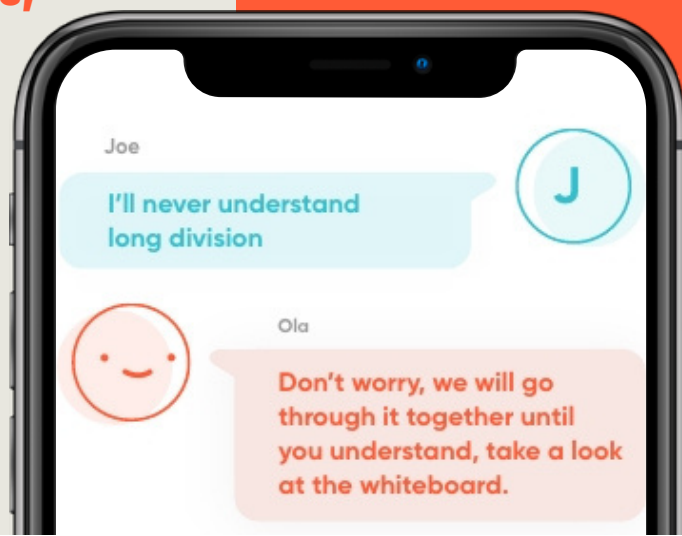 Joe
J
I'll never understand
long division
Ola
Don't worry, we will go
through it together until
you understand, take a look
at the whiteboard.